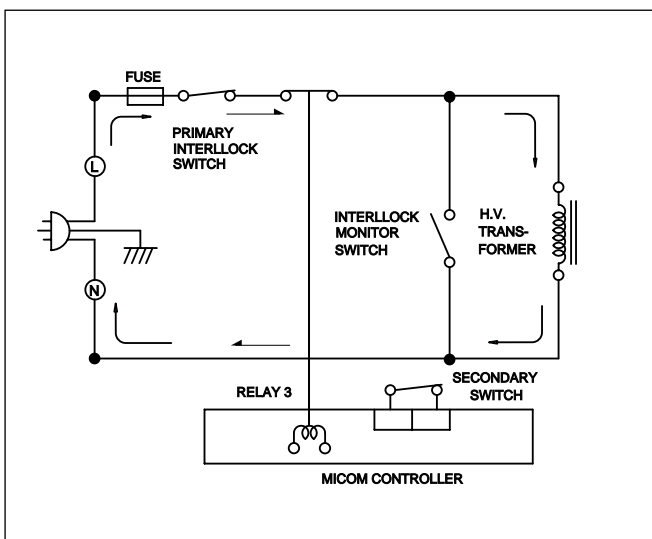 FUSE
PRIMARY
INTERLLOCK
SWITCH
L
INTERLLOCK
MONITOR
SWITCH
H.V.
TRANS-
FORMER
N
RELAY 3
SECONDARY
SWITCH
MICOM CONTROLLER